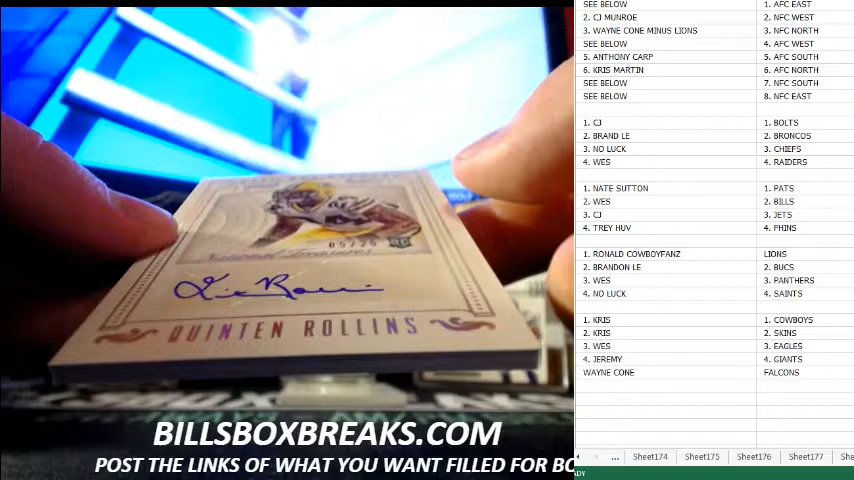 05/25
RC
National Treasures
QUINTEN ROLLINS
BILLSBOXBREAKS.COM
POST THE LINKS OF WHAT YOU WANT FILLED FOR BO
SEE BELOW 1. AFC EAST
2. CJ MUNROE 2. NFC WEST
3. WAYNE CONE MINUS LIONS 3. NFC NORTH
SEE BELOW 4. AFC WEST
5. ANTHONY CARP 5. AFC SOUTH
6. KRIS MARTIN 6. AFC NORTH
SEE BELOW 7. NFC SOUTH
SEE BELOW 8. NFC EAST
1. CJ 1. BOLTS
2. BRAND LE 2. BRONCOS
3. NO LUCK 3. CHIEFS
4. WES 4. RAIDERS
1. NATE SUTTON 1. PATS
2. WES 2. BILLS
3. CJ 3. JETS
4. TREY HUV 4. PHINS
1. RONALD COWBOYFANZ LIONS
2. BRANDON LE 2. BUCS
3. WES 3. PANTHERS
4. NO LUCK 4. SAINTS
1. KRIS 1. COWBOYS
2. KRIS 2. SKINS
3. WES 3. EAGLES
4. JEREMY 4. GIANTS
WAYNE CONE FALCONS
... Sheet174 Sheet175 Sheet176 Sheet177 She
ADY